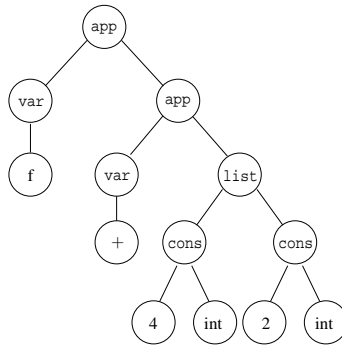 app
var app
f var list
+ cons cons
4 int 2 int